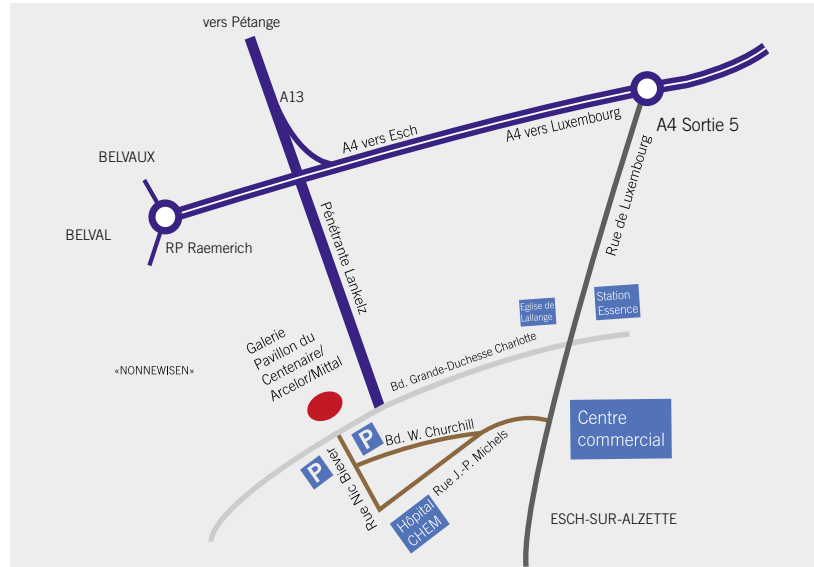 vers Pétange
A13
A4 vers Esch
A4 vers Luxembourg
A4 Sortie 5
BELVAUX
BELVAL
RP Raemerich
Pénétrante Lankelz
Rue de Luxembourg
Eglise de
Lallange
Station
Essence
Galerie
Pavillon du
Centenaire/
Arcelor/Mittal
Bd. Grande-Duchesse Charlotte
«NONNEWISEN»
P
Bd. W. Churchill
Centre
commercial
P
Rue Nic Biever
Rue J.-P. Michels
Hôpital
CHEM
ESCH-SUR-ALZETTE